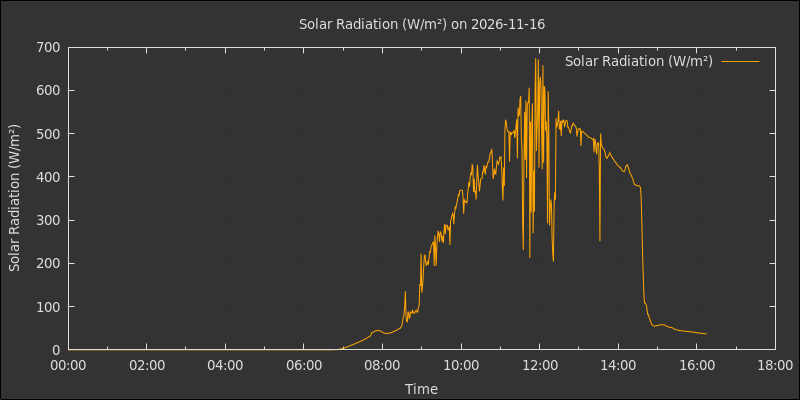 Solar Radiation (W/m²) on 2026-11-16
Solar Radiation (W/m²)
Solar Radiation (W/m²)
700
600
500
400
300
200
100
0
00:00 02:00 04:00 06:00 08:00 10:00 12:00 14:00 16:00 18:00
Time